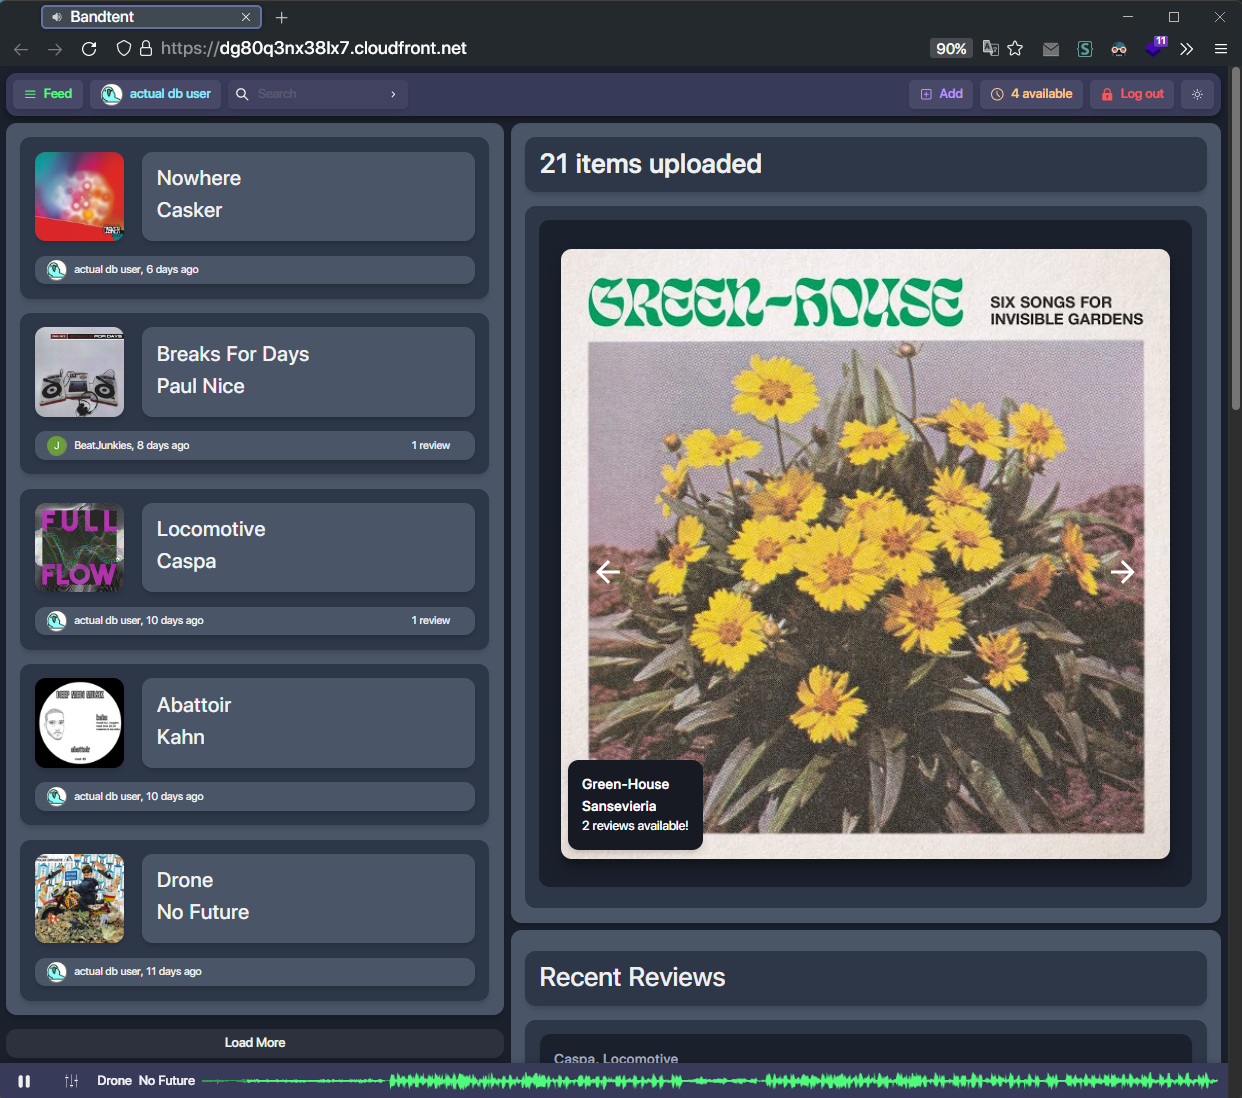 Bandtent
https://dg80q3nx38lx7.cloudfront.net
90%
11
Feed
actual db user
Search
Add
4 available
Log out
Nowhere
Casker
actual db user, 6 days ago
Breaks For Days
Paul Nice
BeatJunkies, 8 days ago
1 review
FULL
FLOW
Locomotive
Caspa
actual db user, 10 days ago
1 review
Abattoir
Kahn
actual db user, 10 days ago
Drone
No Future
actual db user, 11 days ago
Load More
21 items uploaded
GREEN-HOUSE
SIX SONGS FOR
INVISIBLE GARDENS
Green-House
Sansevieria
2 reviews available!
Recent Reviews
Caspa, Locomotive
Drone No Future